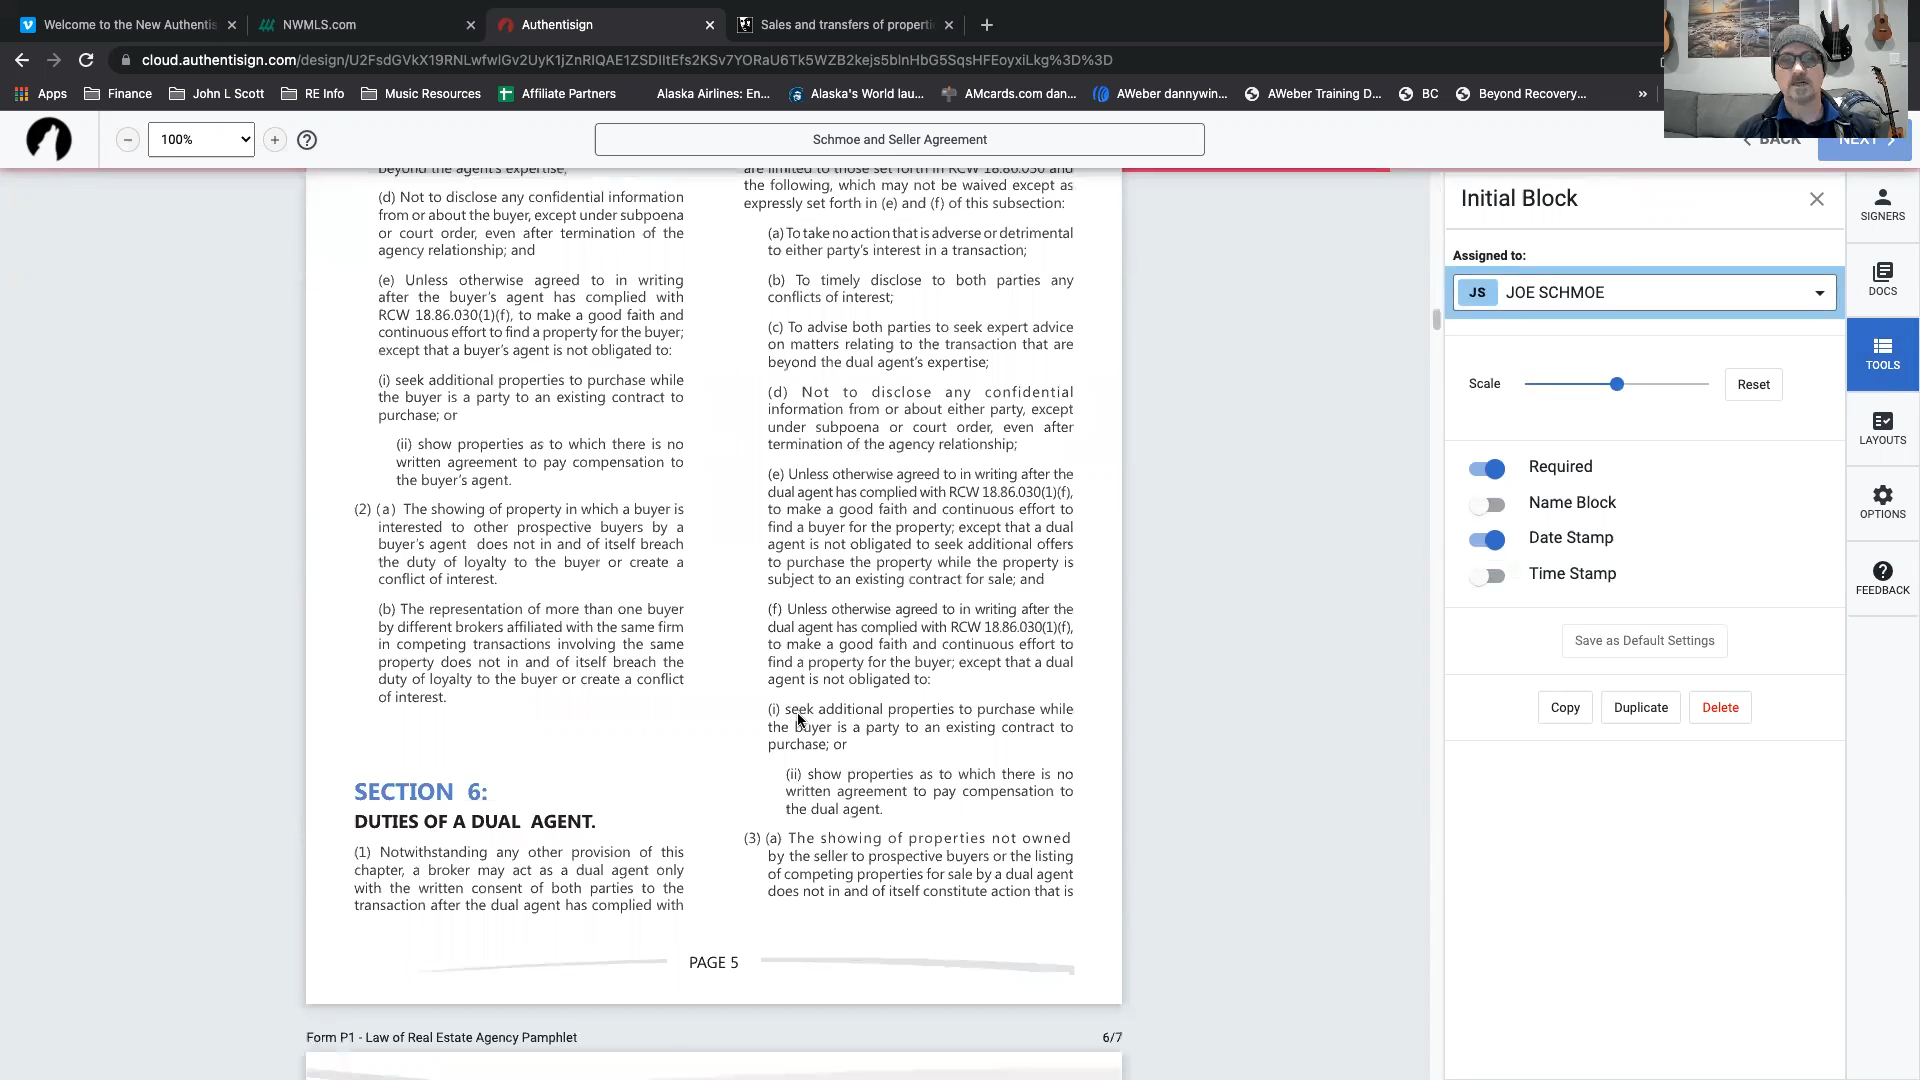 Welcome to the New Authentis
NWMLS.com
Authentisign
Sales and transfers of properti
cloud.authentisign.com/design/U2FsdGVkX19RNLwfwlGv2UyK1jZnRIQAE1ZSDIItEfs2KSv7YORaU6Tk5WZB2kejs5blnHbG5SqsHFEoyxiLkg%3D%3D
Apps
Finance
John L Scott
RE Info
Music Resources
Affiliate Partners
Alaska Airlines: En...
Alaska's World lau...
AMcards.com dan...
AWeber dannywin...
AWeber Training D...
BC
Beyond Recovery...
»
100%
Schmoe and Seller Agreement
BACK
NEXT
beyond the agent's expertise;
(d) Not to disclose any confidential
information from or about the buyer,
except under subpoena
or court order, even after termination of the
agency relationship; and
(e) Unless otherwise agreed to in writing
after the buyer's agent has complied with
RCW 18.86.030(1)(f), to make a good faith and
continuous effort to find a property for the buyer;
except that a buyer's agent is not obligated to:
(i) seek additional properties to purchase while
the buyer is a party to an existing contract to
purchase; or
(ii) show properties as to which there is no
written agreement to pay compensation to
the buyer's agent.
(2) (a) The showing of property in which a buyer is
interested to other prospective buyers by a
buyer's agent does not in and of itself breach
the duty of loyalty to the buyer or create a
conflict of interest.
(b) The representation of more than one buyer
by different brokers affiliated with the same firm
in competing transactions involving the same
property does not in and of itself breach the
duty of loyalty to the buyer or create a conflict
of interest.
SECTION 6:
DUTIES OF A DUAL AGENT.
(1) Notwithstanding any other provision of this
chapter, a broker may act as a dual agent only
with the written consent of both parties to the
transaction after the dual agent has complied with
are limited to those set forth in RCW 18.86.030 and
the following, which may not be waived except as
expressly set forth in (e) and (f) of this subsection:
(a) To take no action that is adverse or detrimental
to either party's interest in a transaction;
(b) To timely disclose to both parties any
conflicts of interest;
(c) To advise both parties to seek expert advice
on matters relating to the transaction that are
beyond the dual agent's expertise;
(d) Not to disclose any confidential
information from or about either party, except
under subpoena or court order, even after
termination of the agency relationship;
(e) Unless otherwise agreed to in writing after the
dual agent has complied with RCW 18.86.030(1)(f),
to make a good faith and continuous effort to
find a buyer for the property; except that a dual
agent is not obligated to seek additional offers
to purchase the property while the property is
subject to an existing contract for sale; and
(f) Unless otherwise agreed to in writing after the
dual agent has complied with RCW 18.86.030(1)(f),
to make a good faith and continuous effort to
find a property for the buyer; except that a dual
agent is not obligated to:
(i) seek additional properties to purchase while
the buyer is a party to an existing contract to
purchase; or
(ii) show properties as to which there is no
written agreement to pay compensation to
the dual agent.
(3) (a) The showing of properties not owned
by the seller to prospective buyers or the listing
of competing properties for sale by a dual agent
does not in and of itself constitute action that is
PAGE 5
Form P1 - Law of Real Estate Agency Pamphlet
6/7
Initial Block
Assigned to:
JS JOE SCHMOE
Scale
Reset
Required
Name Block
Date Stamp
Time Stamp
Save as Default Settings
Copy
Duplicate
Delete
SIGNERS
DOCS
TOOLS
LAYOUTS
OPTIONS
FEEDBACK